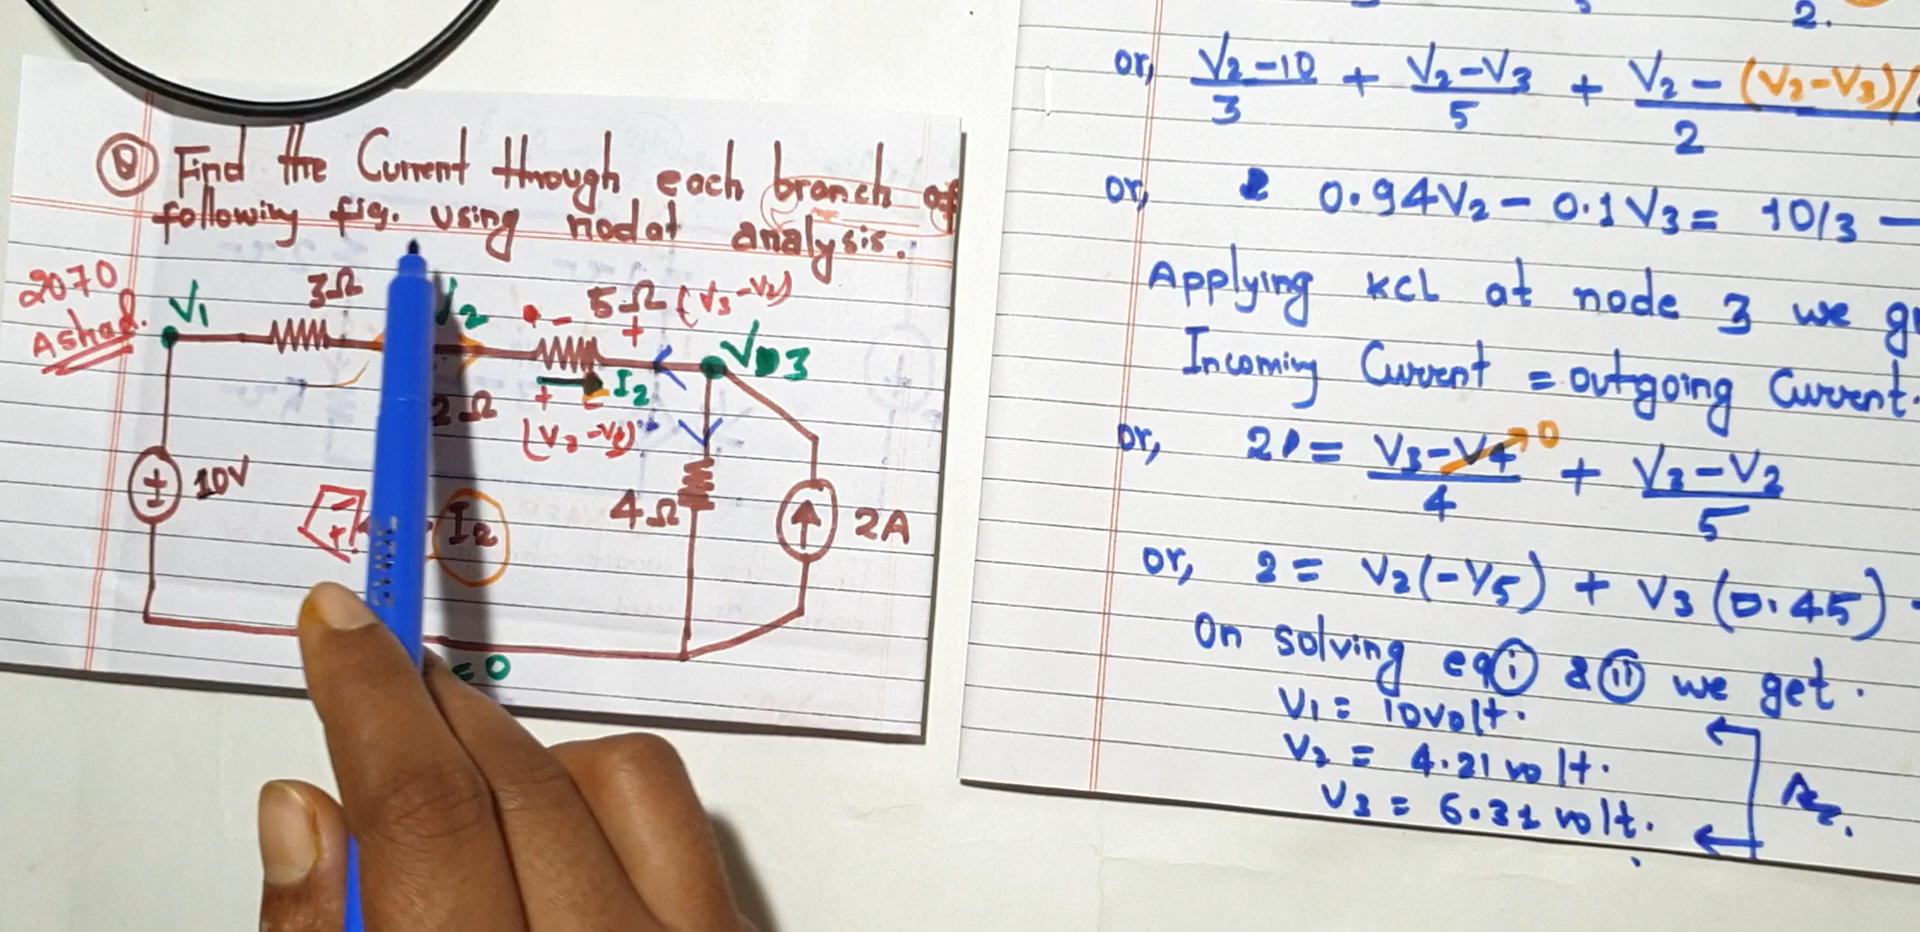 Q Find the Current through each branch of
following fig. using nodal analysis.
2070
Ashad.
V1
3Ω
V2
- +
5Ω (V3-V2)
V3
I2
+ -
2Ω
10V
I2
4Ω
2A
=0
2.
or, V2-10/3 + V2-V3/5 + V2-(V2-V3)/2
or, 0.94V2 - 0.1V3 = 10/3 —
Applying KCL at node 3 we
Incoming Current = outgoing Current.
or, 2 = V3-V4/4 + V3-V2/5
0
or, 2 = V2(-1/5) + V3(0.45)
On solving eq (i) & (ii) we get.
V1 = 10volt.
V2 = 4.21 volt.
V3 = 6.31 volt.